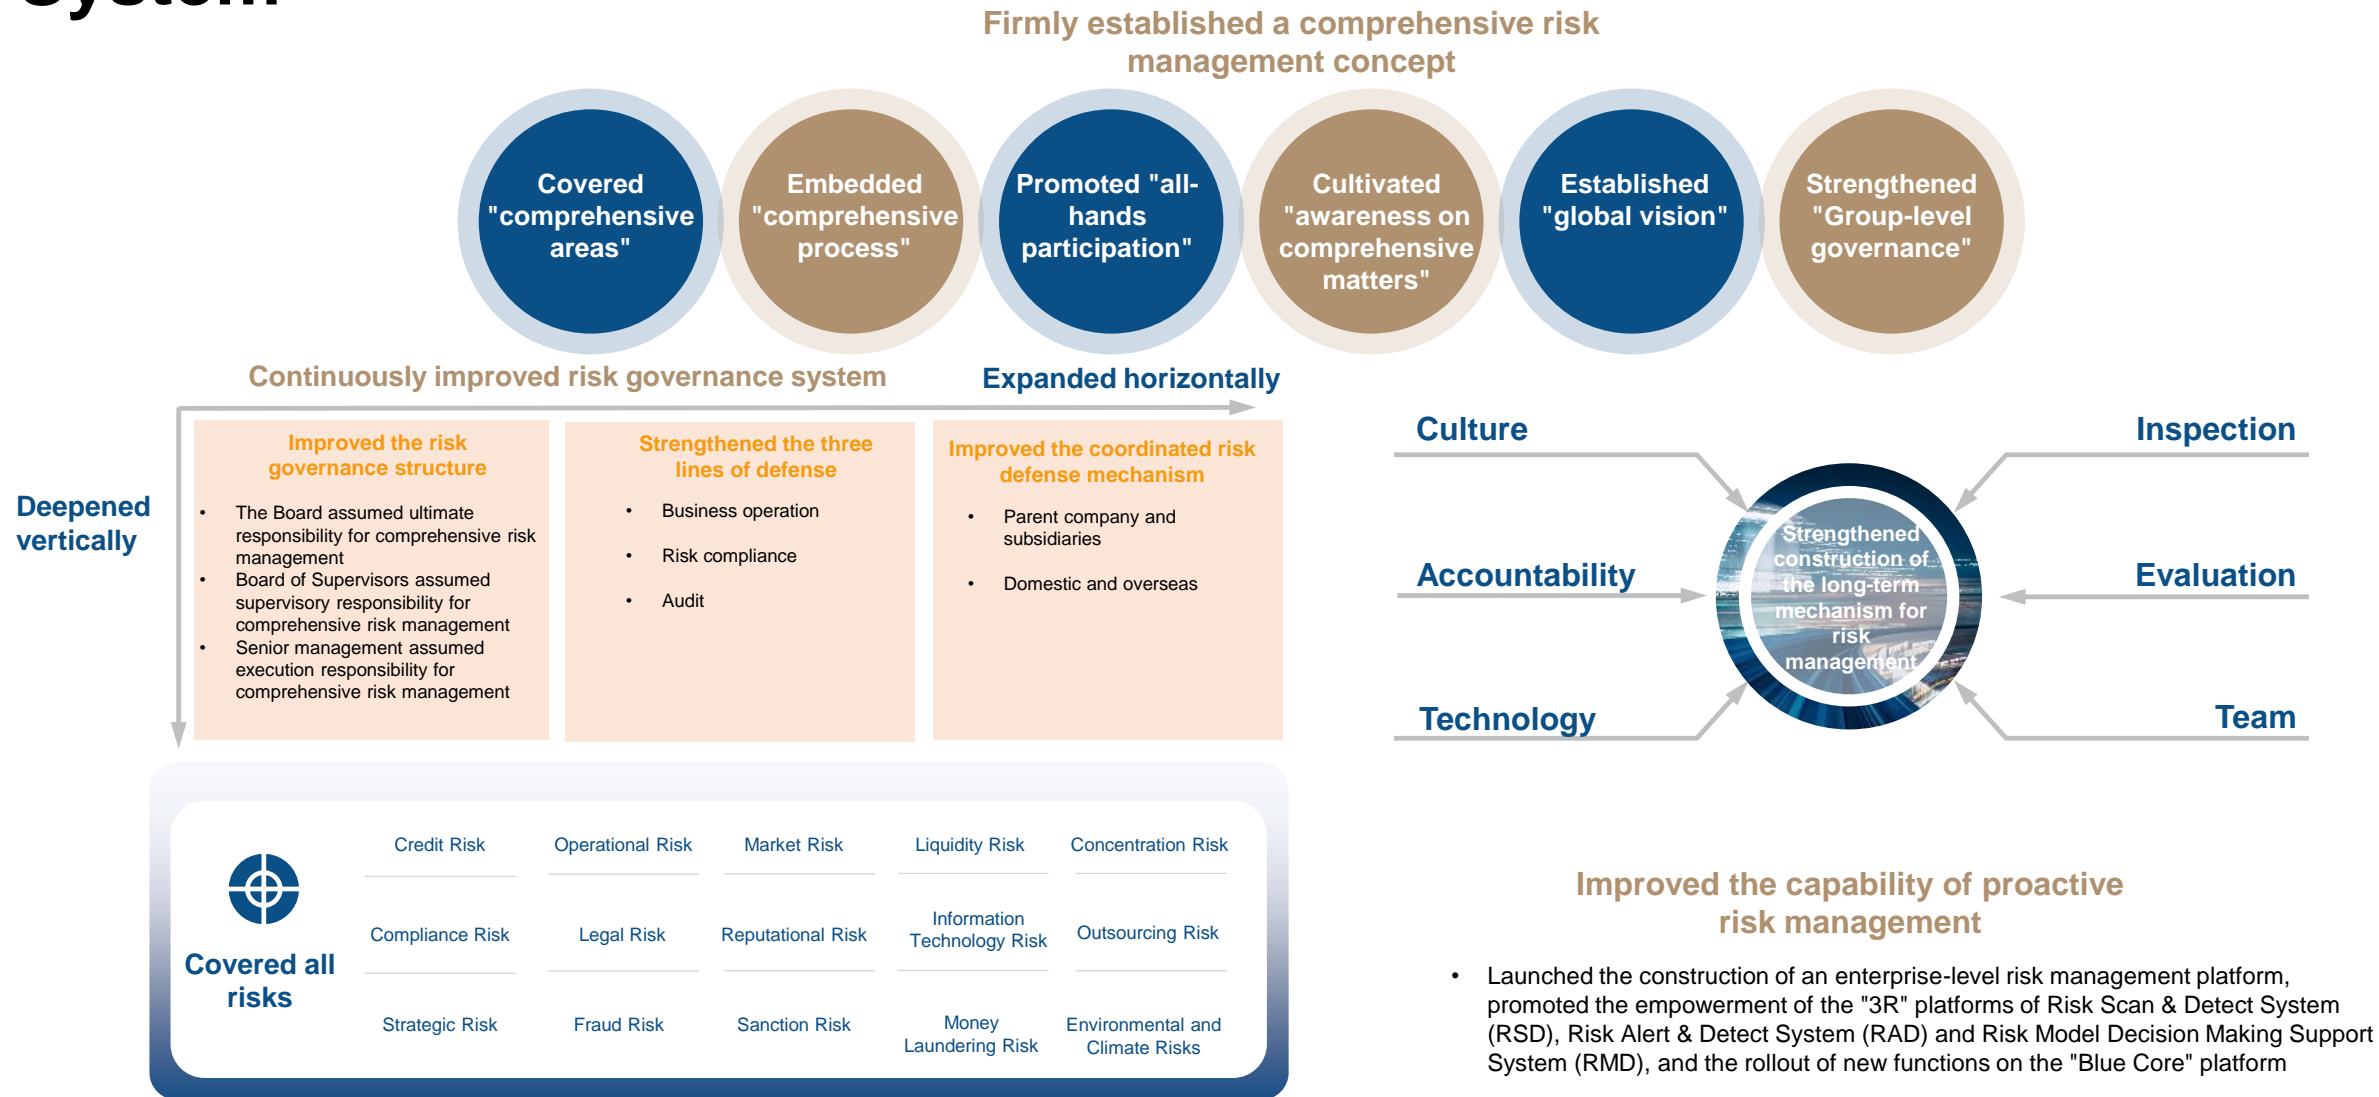 System
Firmly established a comprehensive risk
management concept
Covered
"comprehensive
areas"
Embedded
"comprehensive
process"
Promoted "all-
hands
participation"
Cultivated
"awareness on
comprehensive
matters"
Established
"global vision"
Strengthened
"Group-level
governance"
Continuously improved risk governance system
Expanded horizontally
Deepened
vertically
Improved the risk
governance structure
• The Board assumed ultimate
responsibility for comprehensive risk
management
• Board of Supervisors assumed
supervisory responsibility for
comprehensive risk management
• Senior management assumed
execution responsibility for
comprehensive risk management
Strengthened the three
lines of defense
• Business operation
• Risk compliance
• Audit
Improved the coordinated risk
defense mechanism
• Parent company and
subsidiaries
• Domestic and overseas
Culture
Accountability
Technology
Inspection
Evaluation
Team
Strengthened
construction of
the long-term
mechanism for
risk
management
Covered all
risks
Credit Risk
Operational Risk
Market Risk
Liquidity Risk
Concentration Risk
Compliance Risk
Legal Risk
Reputational Risk
Information
Technology Risk
Outsourcing Risk
Strategic Risk
Fraud Risk
Sanction Risk
Money
Laundering Risk
Environmental and
Climate Risks
Improved the capability of proactive
risk management
• Launched the construction of an enterprise-level risk management platform,
promoted the empowerment of the "3R" platforms of Risk Scan & Detect System
(RSD), Risk Alert & Detect System (RAD) and Risk Model Decision Making Support
System (RMD), and the rollout of new functions on the "Blue Core" platform